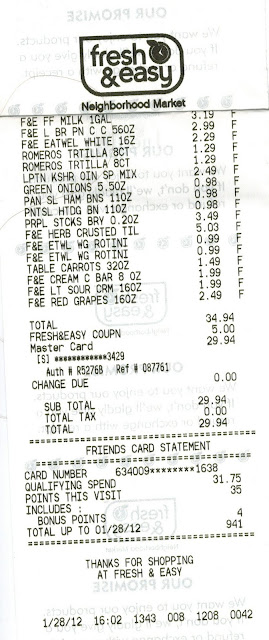 fresh
& easy
Neighborhood Market
F&E FF MILK 1GAL 3.19 F
F&E L BR PN C C 56OZ 2.99 F
F&E EATWEL WHITE 16Z 2.29 F
ROMEROS TRTILLA 8CT 1.29 F
ROMEROS TRTILLA 8CT 1.29 F
LPTN KSHR OIN SP MIX 2.49 F
GREEN ONIONS 5.5OZ 0.98 F
PAN SL HAM BNS 11OZ 0.98 F
PNTSL HTDG BN 11OZ 0.98 F
PRPL STCKS BRY 0.2OZ 3.49 F
F&E HERB CRUSTED TIL 5.03 F
F&E ETWL WG ROTINI 0.99 F
F&E ETWL WG ROTINI 0.99 F
TABLE CARROTS 32OZ 1.49 F
F&E CREAM C BAR 8 OZ 1.99 F
F&E LT SOUR CRM 16OZ 1.99 F
F&E RED GRAPES 16OZ 2.49 F
TOTAL 34.94
FRESH&EASY COUPN 5.00
Master Card 29.94
[S] ************3429
Auth # R5276B Ref # 087761
CHANGE DUE 0.00
SUB TOTAL 29.94
TOTAL TAX 0.00
TOTAL 29.94
FRIENDS CARD STATEMENT
CARD NUMBER 634009********1638
QUALIFYING SPEND 31.75
POINTS THIS VISIT 35
INCLUDES :
BONUS POINTS 4
TOTAL UP TO 01/28/12 941
THANKS FOR SHOPPING
AT FRESH & EASY
1/28/12 16:02 1343 008 1208 0042